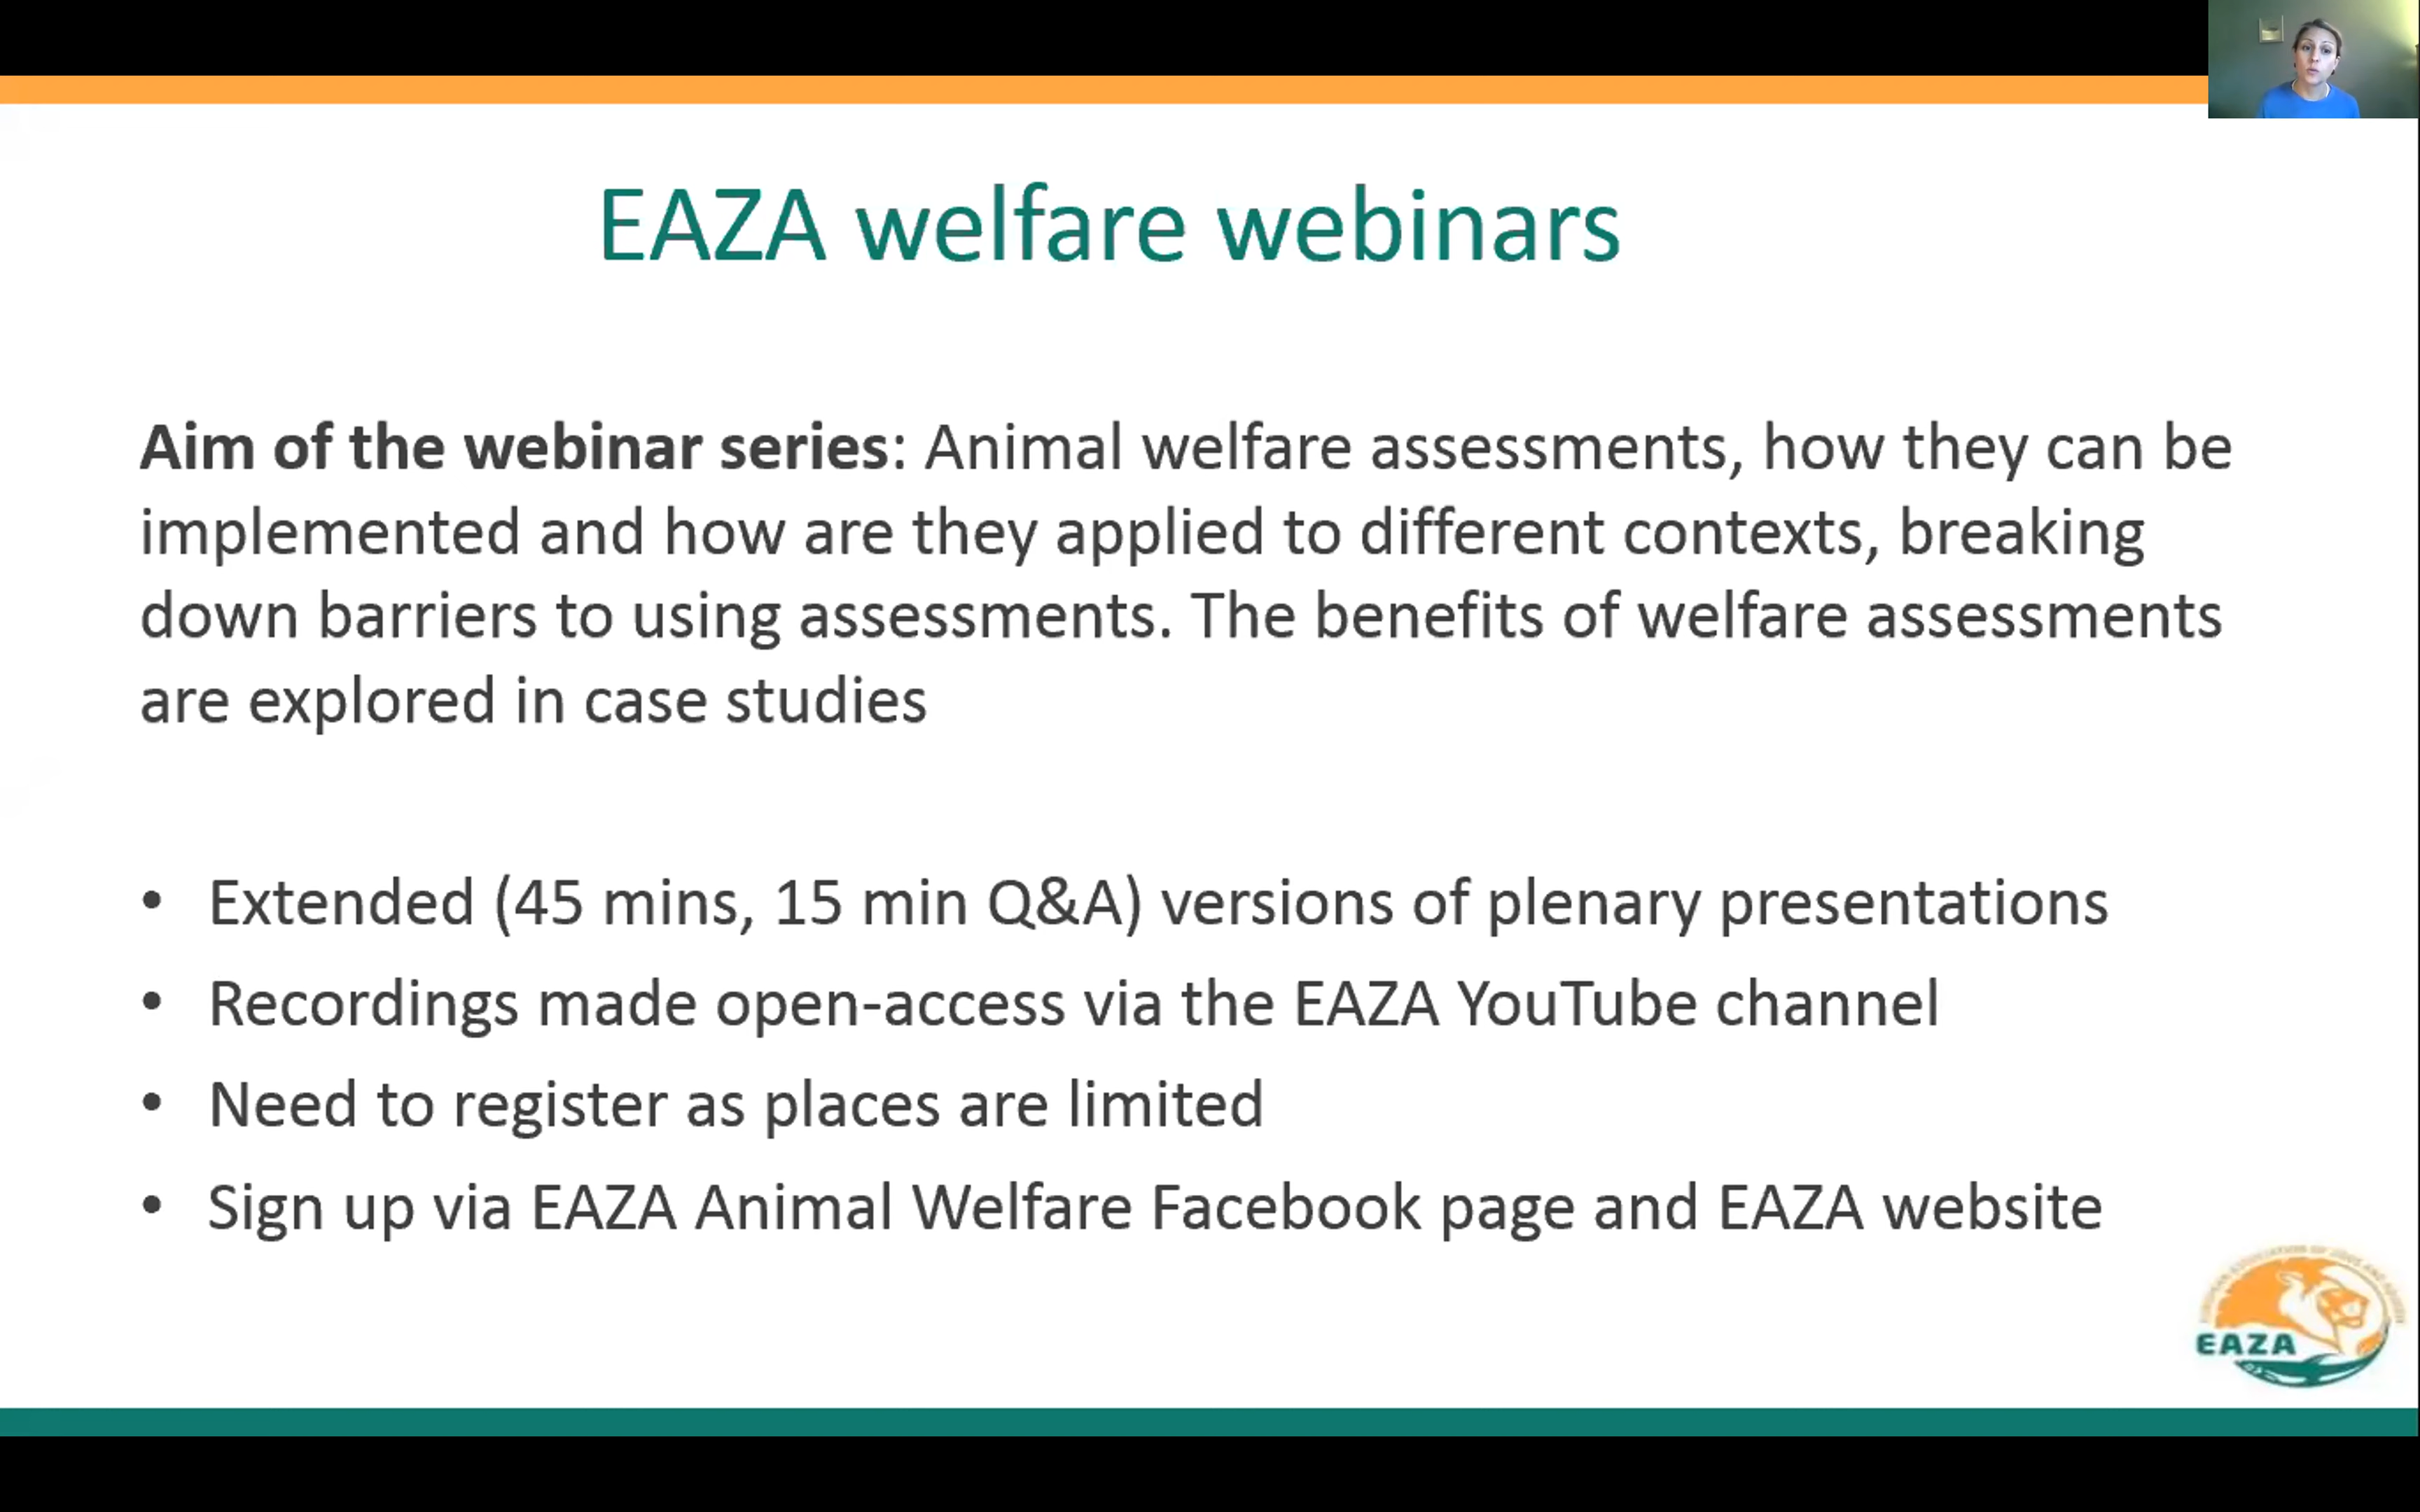 EAZA welfare webinars
Aim of the webinar series: Animal welfare assessments, how they can be
implemented and how are they applied to different contexts, breaking
down barriers to using assessments. The benefits of welfare assessments
are explored in case studies
• Extended (45 mins, 15 min Q&A) versions of plenary presentations
• Recordings made open-access via the EAZA YouTube channel
• Need to register as places are limited
• Sign up via EAZA Animal Welfare Facebook page and EAZA website
EAZA